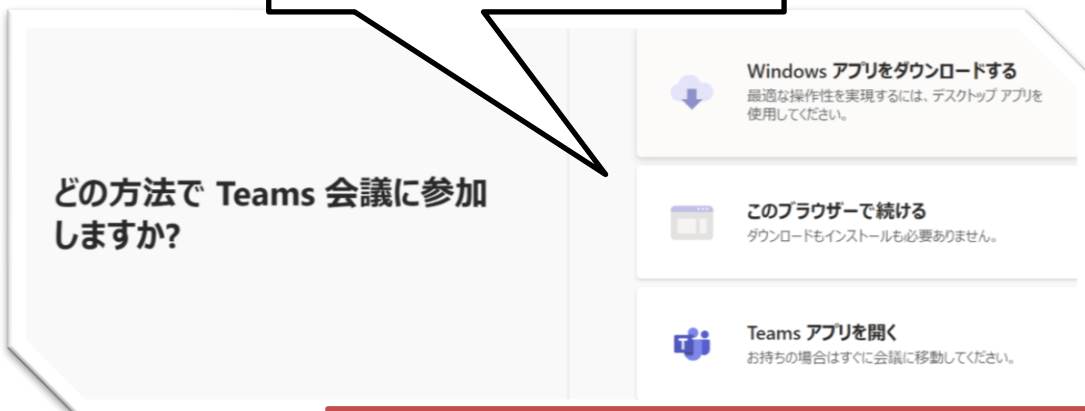 どの方法で Teams 会議に参加
しますか?
Windows アプリをダウンロードする
最適な操作性を実現するには、デスクトップ アプリを
使用してください。
このブラウザーで続ける
ダウンロードもインストールも必要ありません。
Teams アプリを開く
お持ちの場合はすぐに会議に移動してください。